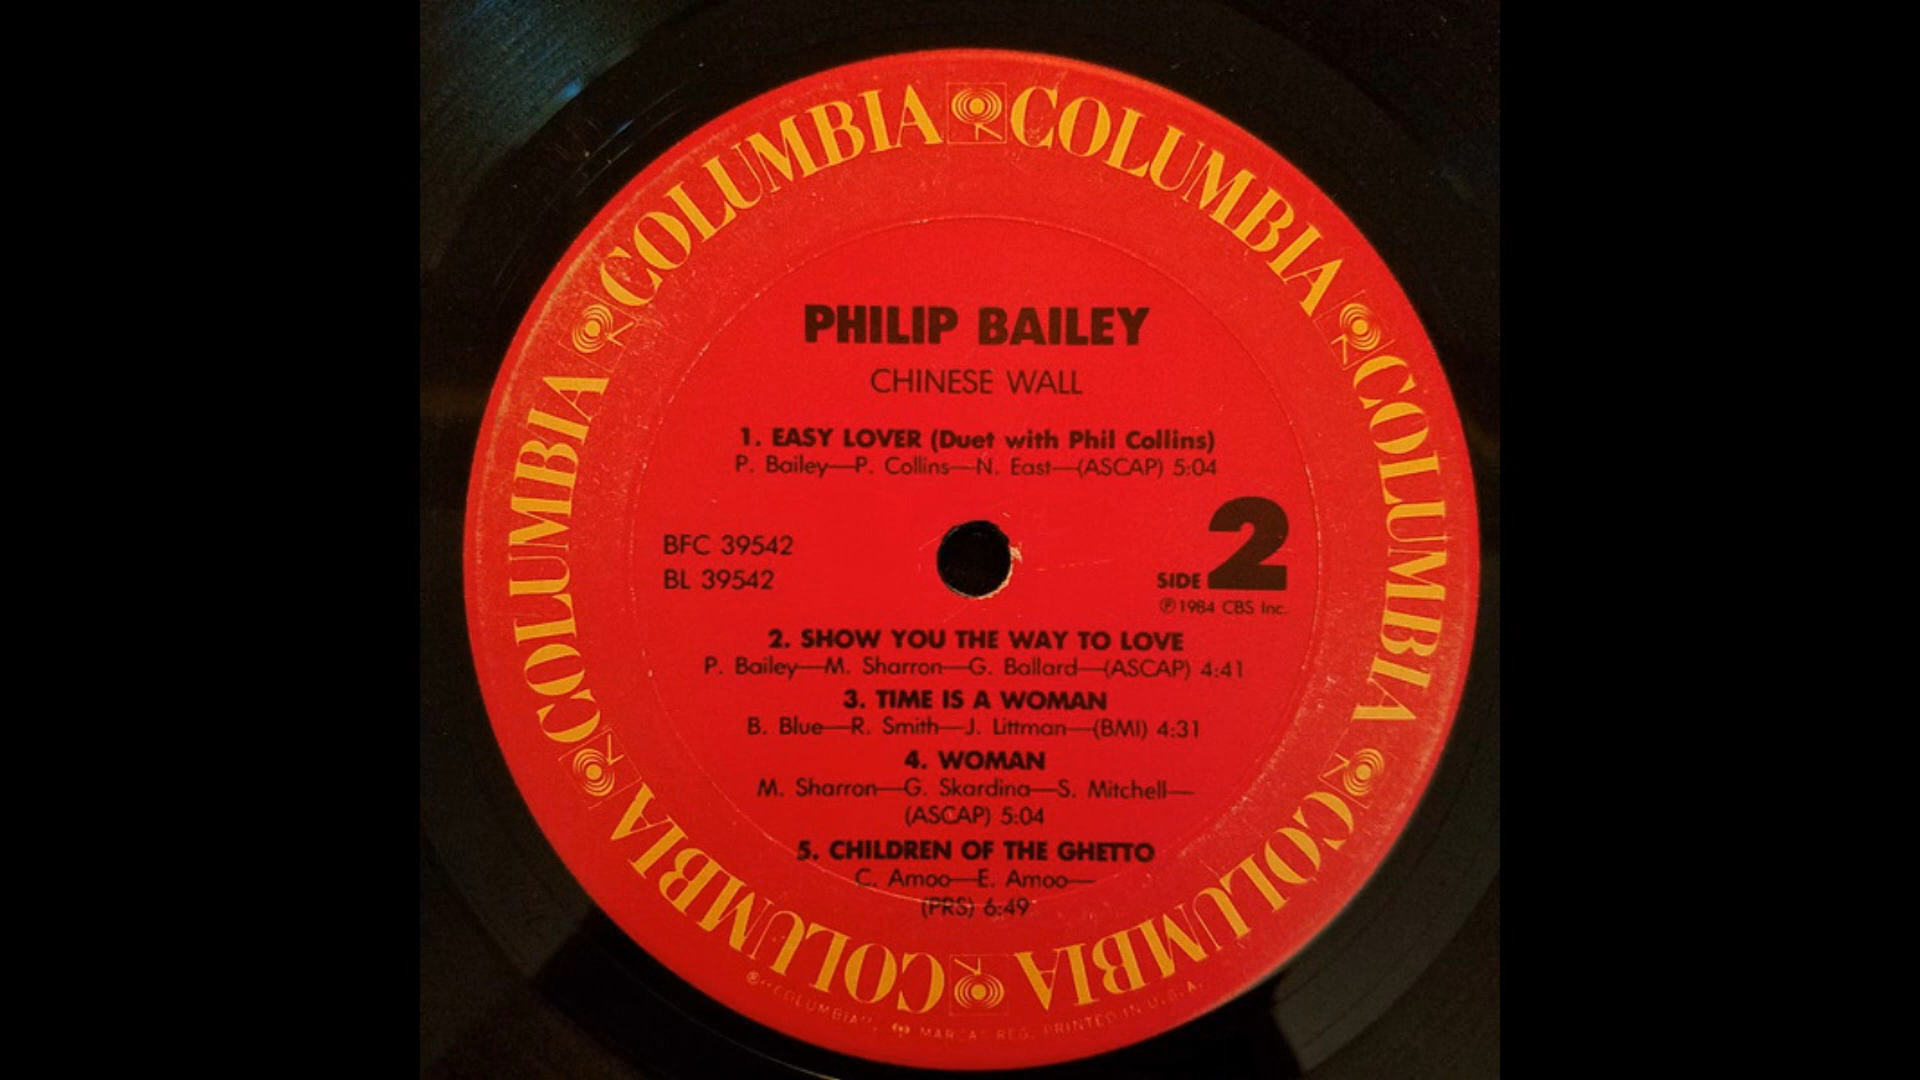 COLUMBIA COLUMBIA COLUMBIA COLUMBIA COLUMBIA COLUMBIA
PHILIP BAILEY
CHINESE WALL
1. EASY LOVER (Duet with Phil Collins)
P. Bailey—P. Collins—N. East—(ASCAP) 5:04
BFC 39542
BL 39542
SIDE 2
℗ 1984 CBS Inc.
2. SHOW YOU THE WAY TO LOVE
P. Bailey—M. Sharron—G. Ballard—(ASCAP) 4:41
3. TIME IS A WOMAN
B. Blue—R. Smith—J. Littman—(BMI) 4:31
4. WOMAN
M. Sharron—G. Skardina—S. Mitchell—
(ASCAP) 5:04
5. CHILDREN OF THE GHETTO
C. Amoo—E. Amoo—
(PRS) 6:49
® "COLUMBIA", MARCAS REG. PRINTED IN U.S.A.